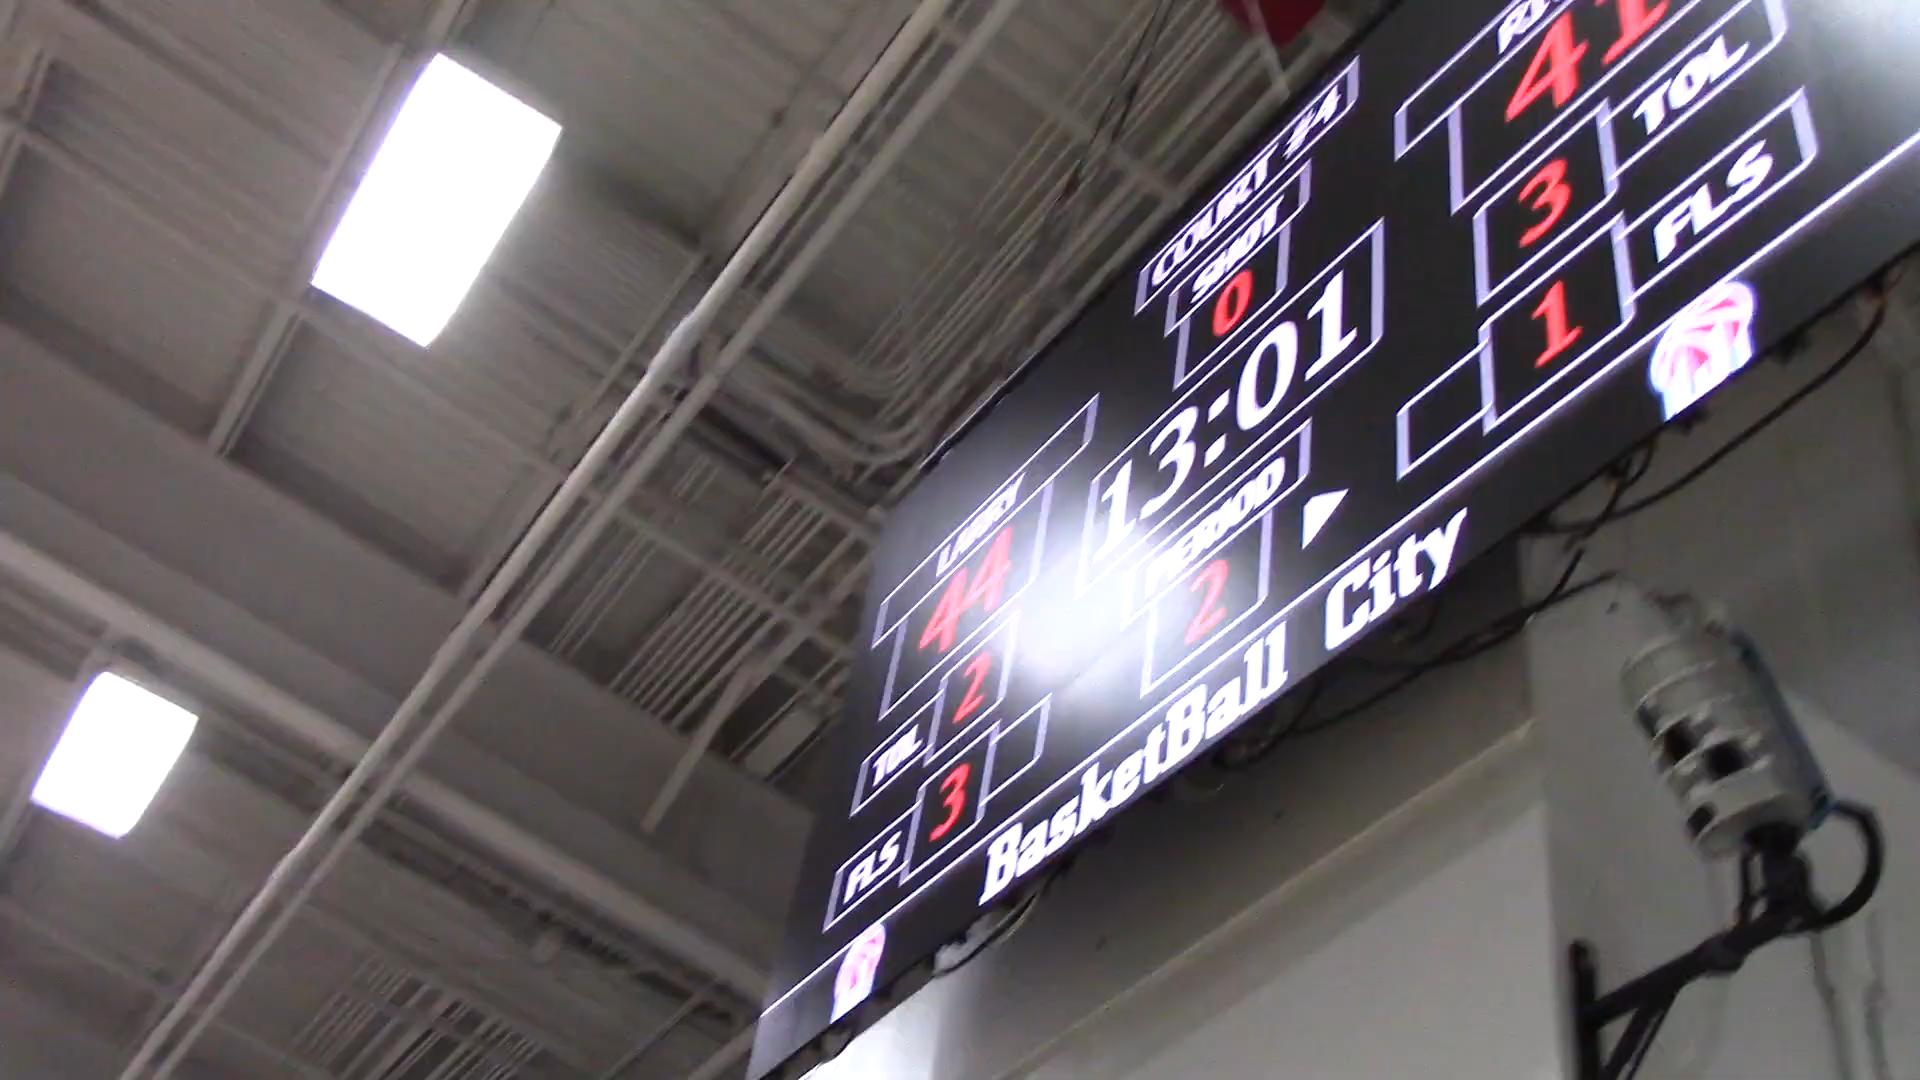 COURT #4
SHOT
0
13:01
PERIOD
2
LARRY
44
2
TOL
3
FLS
41
3
TOL
1
FLS
BasketBall City